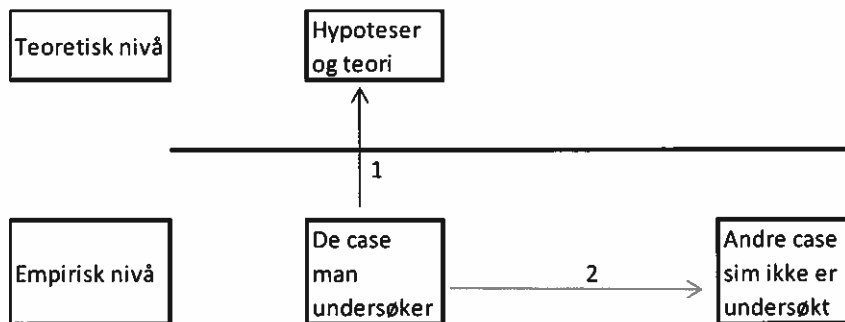 Teoretisk nivå
Hypoteser
og teori
1
Empirisk nivå
De case
man
undersøker
2
Andre case
sim ikke er
undersøkt